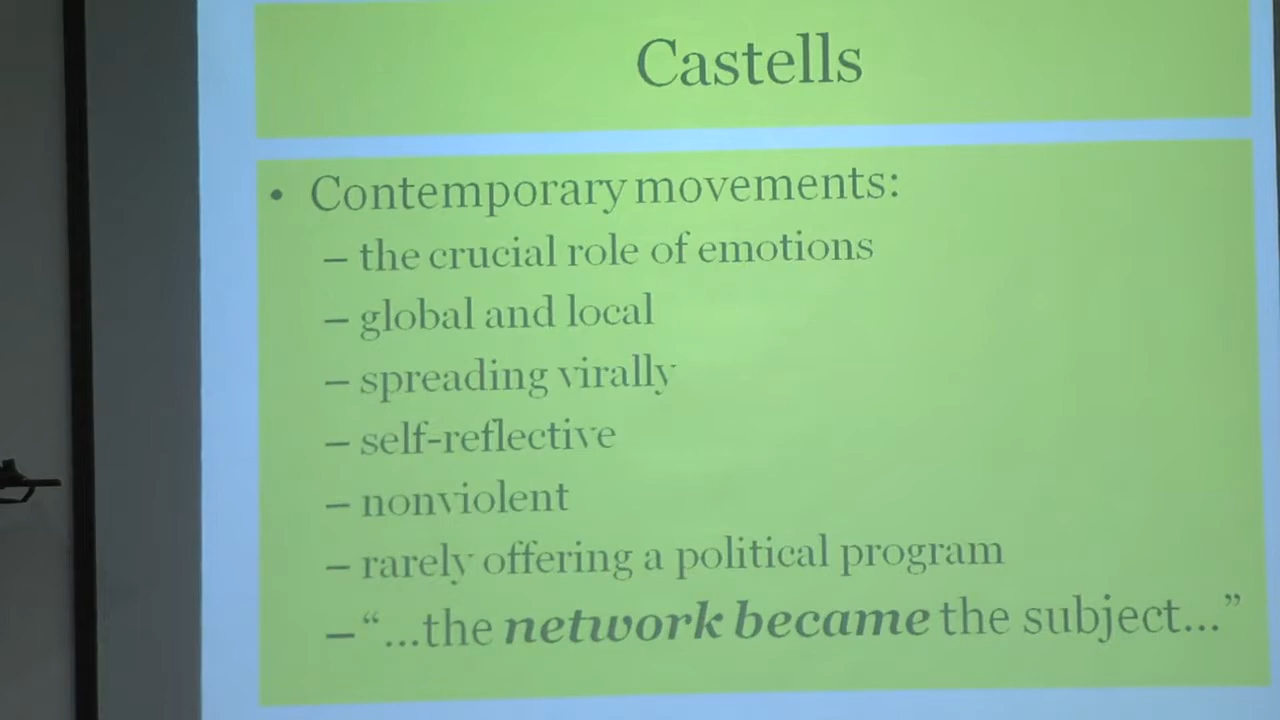 Castells
• Contemporary movements:
– the crucial role of emotions
– global and local
– spreading virally
– self-reflective
– nonviolent
– rarely offering a political program
– “…the network became the subject…”